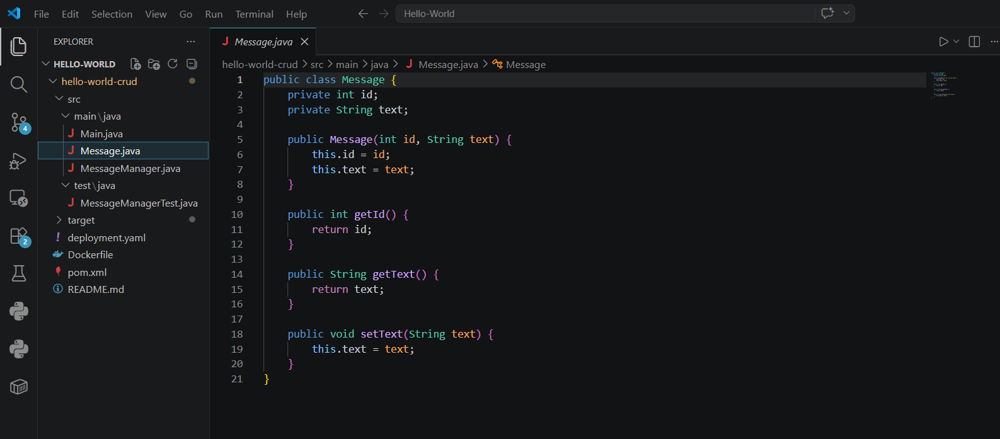 File Edit Selection View Go Run Terminal Help
Hello-World
EXPLORER
HELLO-WORLD
hello-world-crud
src
main\java
Main.java
Message.java
MessageManager.java
test\java
MessageManagerTest.java
target
deployment.yaml
Dockerfile
pom.xml
README.md
4
2
Message.java
hello-world-crud > src > main > java > Message.java > Message
1 public class Message {
2     private int id;
3     private String text;
4
5     public Message(int id, String text) {
6         this.id = id;
7         this.text = text;
8     }
9
10     public int getId() {
11         return id;
12     }
13
14     public String getText() {
15         return text;
16     }
17
18     public void setText(String text) {
19         this.text = text;
20     }
21 }